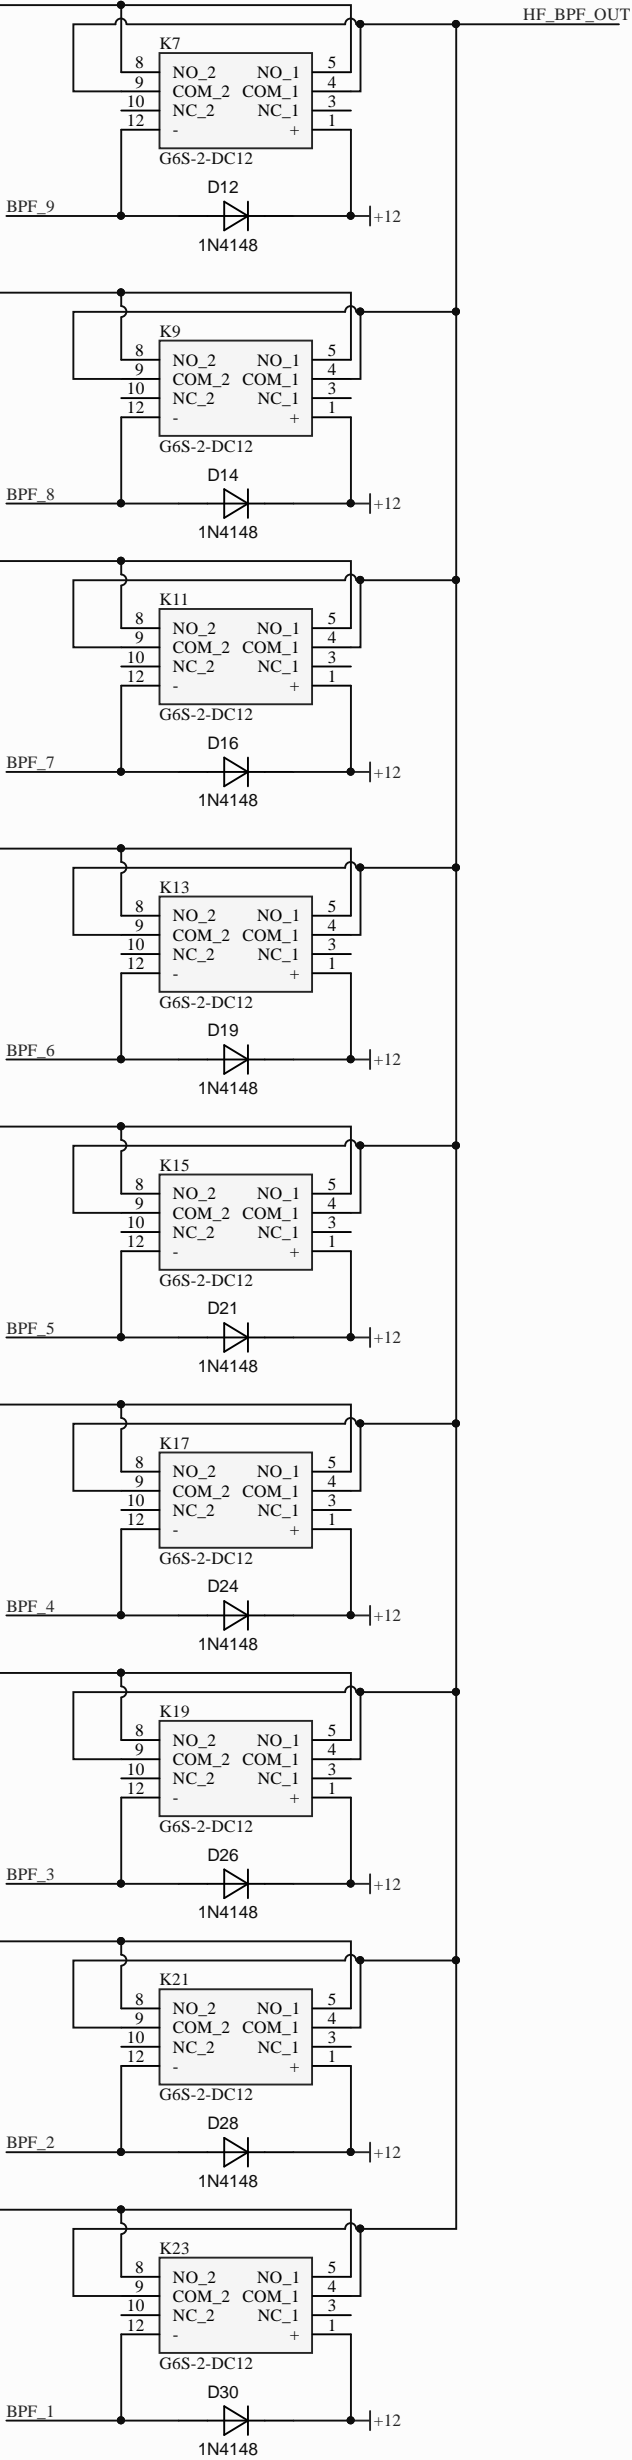 HF_BPF_OUT
K7
8 NO_2 NO_1 5
9 COM_2 COM_1 4
10 NC_2 NC_1 3
12 - + 1
G6S-2-DC12
D12
BPF_9 +12
1N4148
K9
8 NO_2 NO_1 5
9 COM_2 COM_1 4
10 NC_2 NC_1 3
12 - + 1
G6S-2-DC12
D14
BPF_8 +12
1N4148
K11
8 NO_2 NO_1 5
9 COM_2 COM_1 4
10 NC_2 NC_1 3
12 - + 1
G6S-2-DC12
D16
BPF_7 +12
1N4148
K13
8 NO_2 NO_1 5
9 COM_2 COM_1 4
10 NC_2 NC_1 3
12 - + 1
G6S-2-DC12
D19
BPF_6 +12
1N4148
K15
8 NO_2 NO_1 5
9 COM_2 COM_1 4
10 NC_2 NC_1 3
12 - + 1
G6S-2-DC12
D21
BPF_5 +12
1N4148
K17
8 NO_2 NO_1 5
9 COM_2 COM_1 4
10 NC_2 NC_1 3
12 - + 1
G6S-2-DC12
D24
BPF_4 +12
1N4148
K19
8 NO_2 NO_1 5
9 COM_2 COM_1 4
10 NC_2 NC_1 3
12 - + 1
G6S-2-DC12
D26
BPF_3 +12
1N4148
K21
8 NO_2 NO_1 5
9 COM_2 COM_1 4
10 NC_2 NC_1 3
12 - + 1
G6S-2-DC12
D28
BPF_2 +12
1N4148
K23
8 NO_2 NO_1 5
9 COM_2 COM_1 4
10 NC_2 NC_1 3
12 - + 1
G6S-2-DC12
D30
BPF_1 +12
1N4148